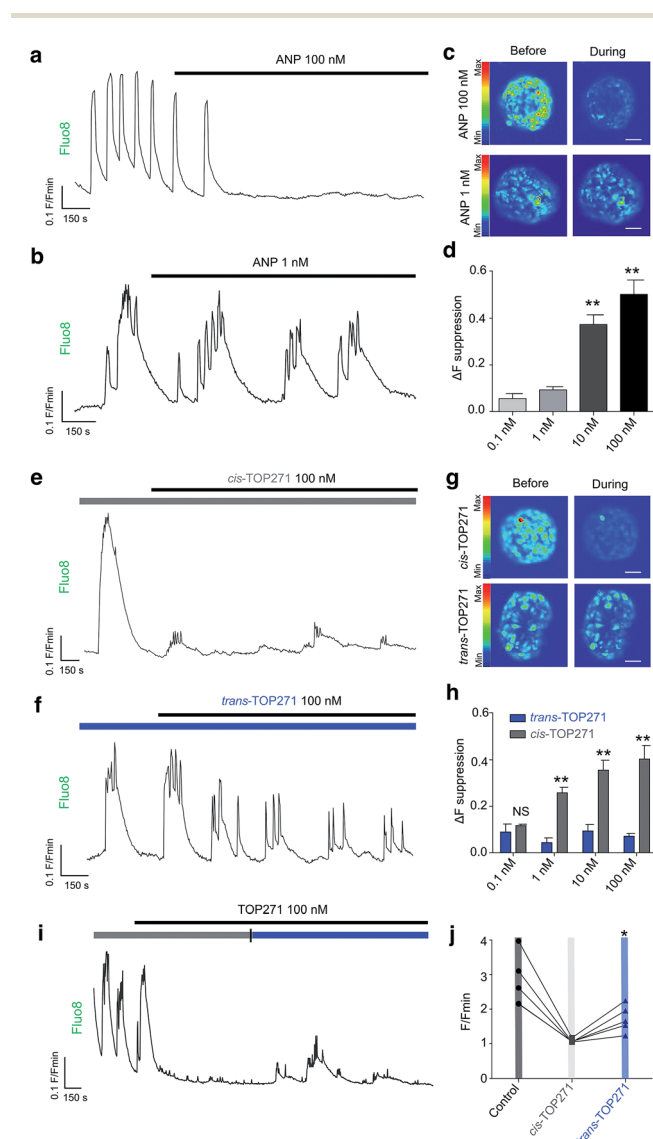 a
ANP 100 nM
Fluo8
0.1 F/Fmin
150 s
b
ANP 1 nM
Fluo8
0.1 F/Fmin
150 s
c
Before
During
ANP 100 nM
Max
Min
ANP 1 nM
Max
Min
d
ΔF suppression
0.6
0.4
0.2
0.0
**
**
0.1 nM
1 nM
10 nM
100 nM
e
cis-TOP271 100 nM
Fluo8
0.1 F/Fmin
150 s
f
trans-TOP271 100 nM
Fluo8
0.1 F/Fmin
150 s
g
Before
During
cis-TOP271
Max
Min
trans-TOP271
Max
Min
h
trans-TOP271
cis-TOP271
ΔF suppression
0.6
0.4
0.2
0.0
NS
**
**
**
0.1 nM
1 nM
10 nM
100 nM
i
TOP271 100 nM
Fluo8
0.1 F/Fmin
150 s
j
*
F/Fmin
4
3
2
1
0
Control
cis-TOP271
trans-TOP271